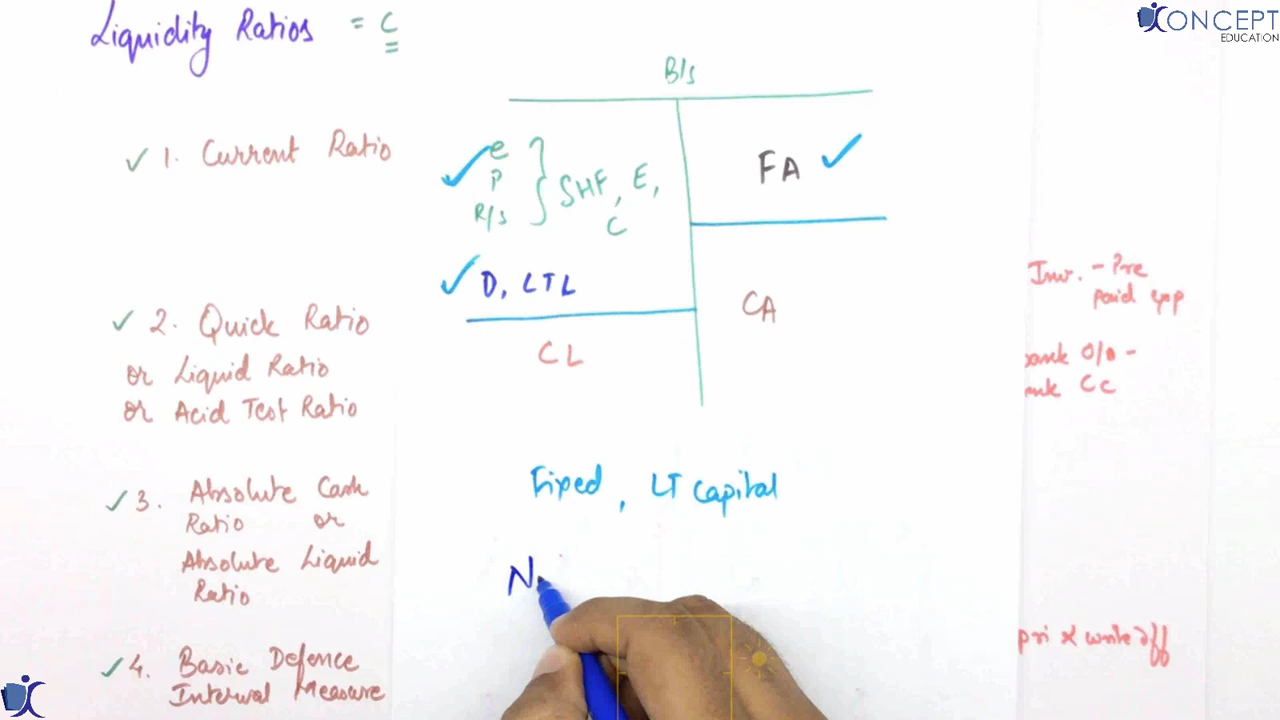 Liquidity Ratios = C
CONCEPT
EDUCATION
✓ 1. Current Ratio
✓ 2. Quick Ratio
or Liquid Ratio
or Acid Test Ratio
✓ 3. Absolute Cash
Ratio or
Absolute Liquid
Ratio
✓ 4. Basic Defence
Interval Measure
B/s
✓ e
P
R/s
} SHF, E,
C
✓ D, LTL
CL
FA ✓
CA
Fixed, LT Capital
N
Inv. - Pre
paid exp
bank O/D -
CC
write off